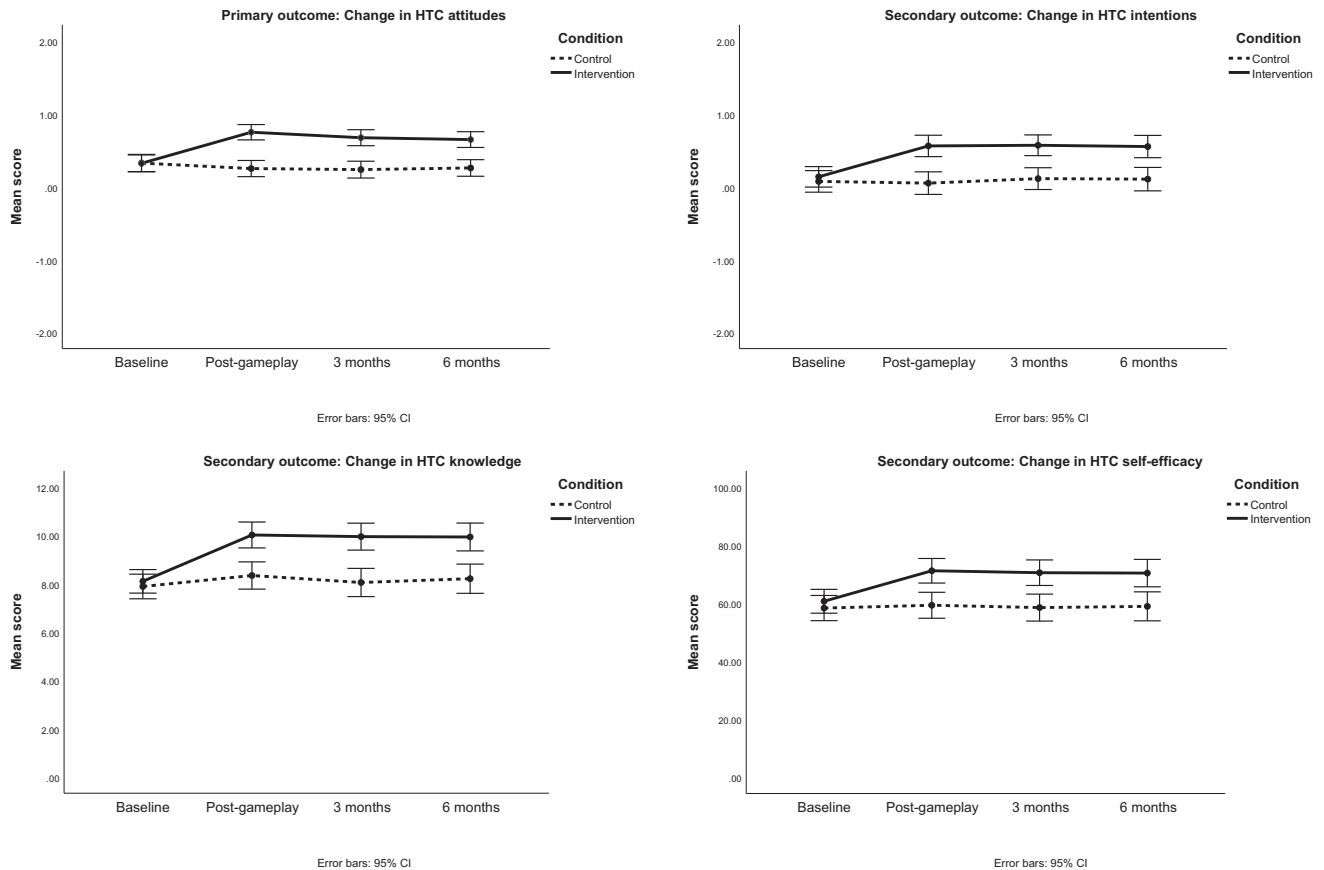 Primary outcome: Change in HTC attitudes
Condition
Control
Intervention
Mean score
2.00
1.00
.00
-1.00
-2.00
Baseline Post-gameplay 3 months 6 months
Error bars: 95% CI
Secondary outcome: Change in HTC intentions
Condition
Control
Intervention
Mean score
2.00
1.00
.00
-1.00
-2.00
Baseline Post-gameplay 3 months 6 months
Error bars: 95% CI
Secondary outcome: Change in HTC knowledge
Condition
Control
Intervention
Mean score
12.00
10.00
8.00
6.00
4.00
2.00
.00
Baseline Post-gameplay 3 months 6 months
Error bars: 95% CI
Secondary outcome: Change in HTC self-efficacy
Condition
Control
Intervention
Mean score
100.00
80.00
60.00
40.00
20.00
.00
Baseline Post-gameplay 3 months 6 months
Error bars: 95% CI